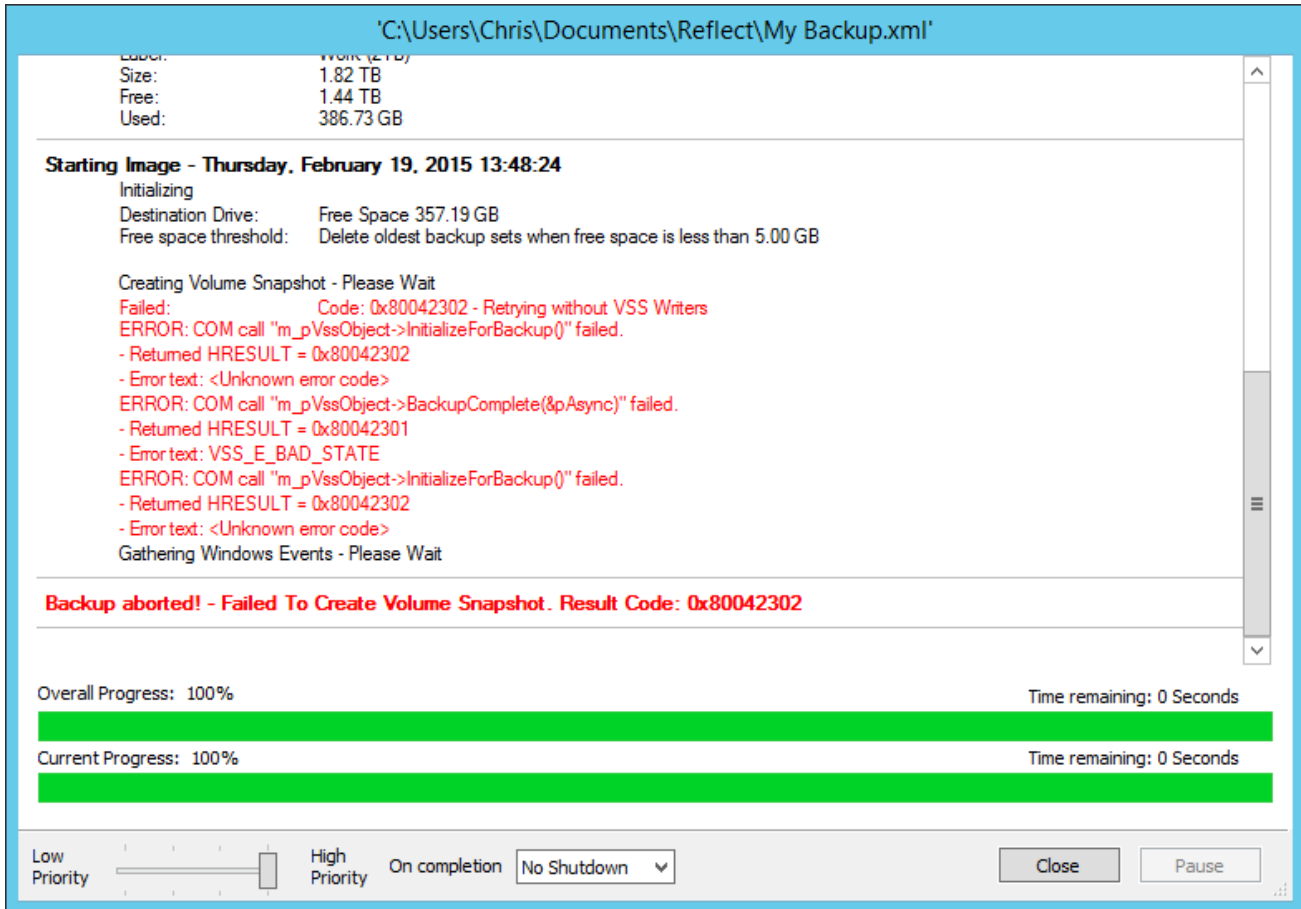 'C:\Users\Chris\Documents\Reflect\My Backup.xml'
Label: Work (2TB)
Size: 1.82 TB
Free: 1.44 TB
Used: 386.73 GB
Starting Image - Thursday, February 19, 2015 13:48:24
Initializing
Destination Drive: Free Space 357.19 GB
Free space threshold: Delete oldest backup sets when free space is less than 5.00 GB
Creating Volume Snapshot - Please Wait
Failed: Code: 0x80042302 - Retrying without VSS Writers
ERROR: COM call "m_pVssObject->InitializeForBackup()" failed.
- Returned HRESULT = 0x80042302
- Error text: <Unknown error code>
ERROR: COM call "m_pVssObject->BackupComplete(&pAsync)" failed.
- Returned HRESULT = 0x80042301
- Error text: VSS_E_BAD_STATE
ERROR: COM call "m_pVssObject->InitializeForBackup()" failed.
- Returned HRESULT = 0x80042302
- Error text: <Unknown error code>
Gathering Windows Events - Please Wait
Backup aborted! - Failed To Create Volume Snapshot. Result Code: 0x80042302
Overall Progress: 100% Time remaining: 0 Seconds
Current Progress: 100% Time remaining: 0 Seconds
Low Priority High Priority On completion No Shutdown Close Pause